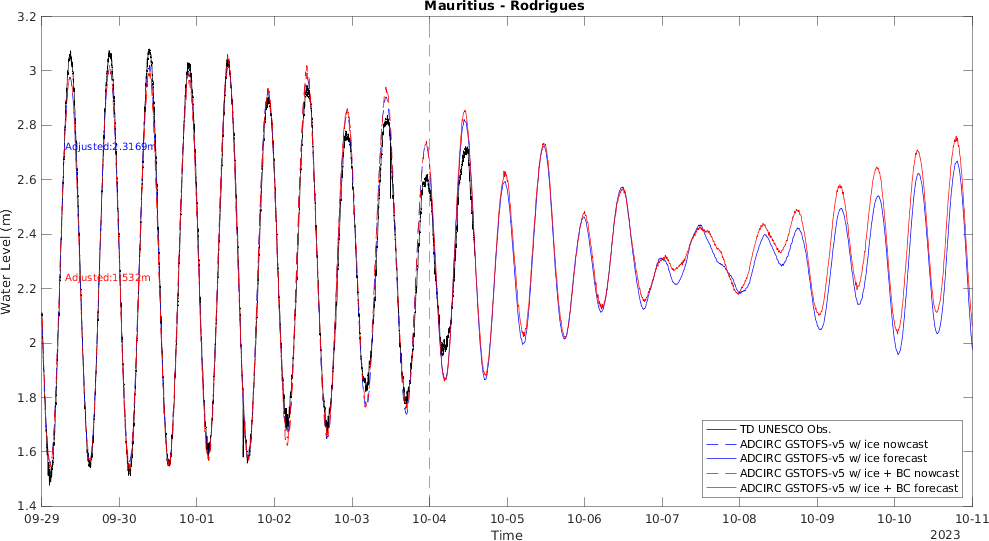 Mauritius - Rodrigues
3.2
3
2.8
2.6
2.4
2.2
2
1.8
1.6
1.4
Water Level (m)
Adjusted:2.3169m
Adjusted:1.532m
TD UNESCO Obs.
ADCIRC GSTOFS-v5 w/ ice nowcast
ADCIRC GSTOFS-v5 w/ ice forecast
ADCIRC GSTOFS-v5 w/ ice + BC nowcast
ADCIRC GSTOFS-v5 w/ ice + BC forecast
09-29 09-30 10-01 10-02 10-03 10-04 10-05 10-06 10-07 10-08 10-09 10-10 10-11
Time
2023